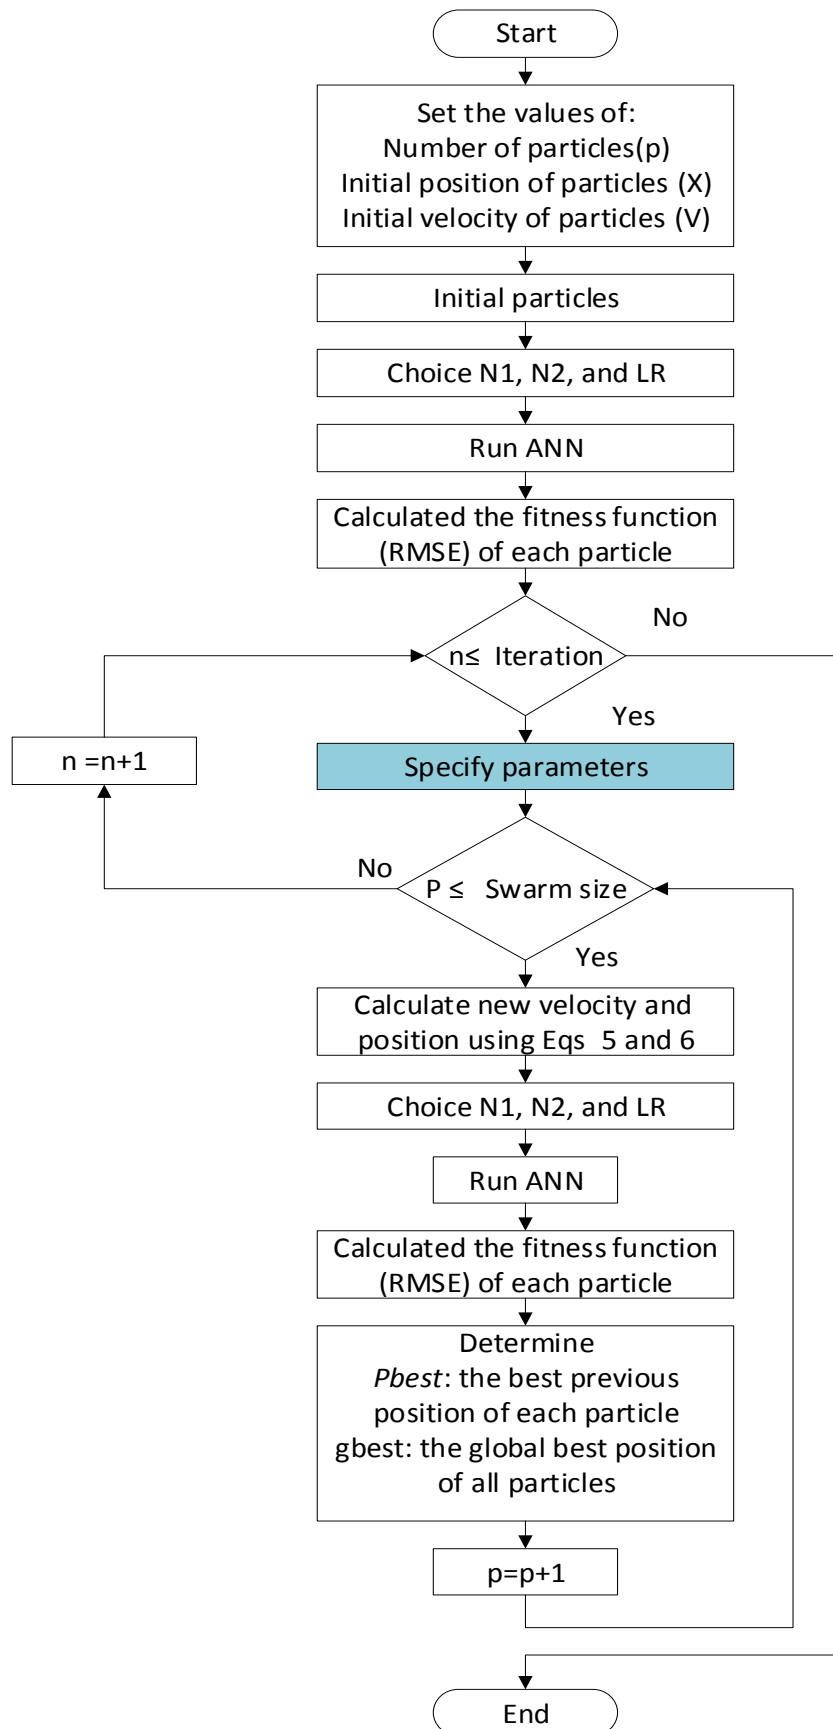 Start
Set the values of:
Number of particles(p)
Initial position of particles (X)
Initial velocity of particles (V)
Initial particles
Choice N1, N2, and LR
Run ANN
Calculated the fitness function
(RMSE) of each particle
No
n≤ Iteration
Yes
n =n+1
Specify parameters
No
P ≤ Swarm size
Yes
Calculate new velocity and
position using Eqs 5 and 6
Choice N1, N2, and LR
Run ANN
Calculated the fitness function
(RMSE) of each particle
Determine
Pbest: the best previous
position of each particle
gbest: the global best position
of all particles
p=p+1
End